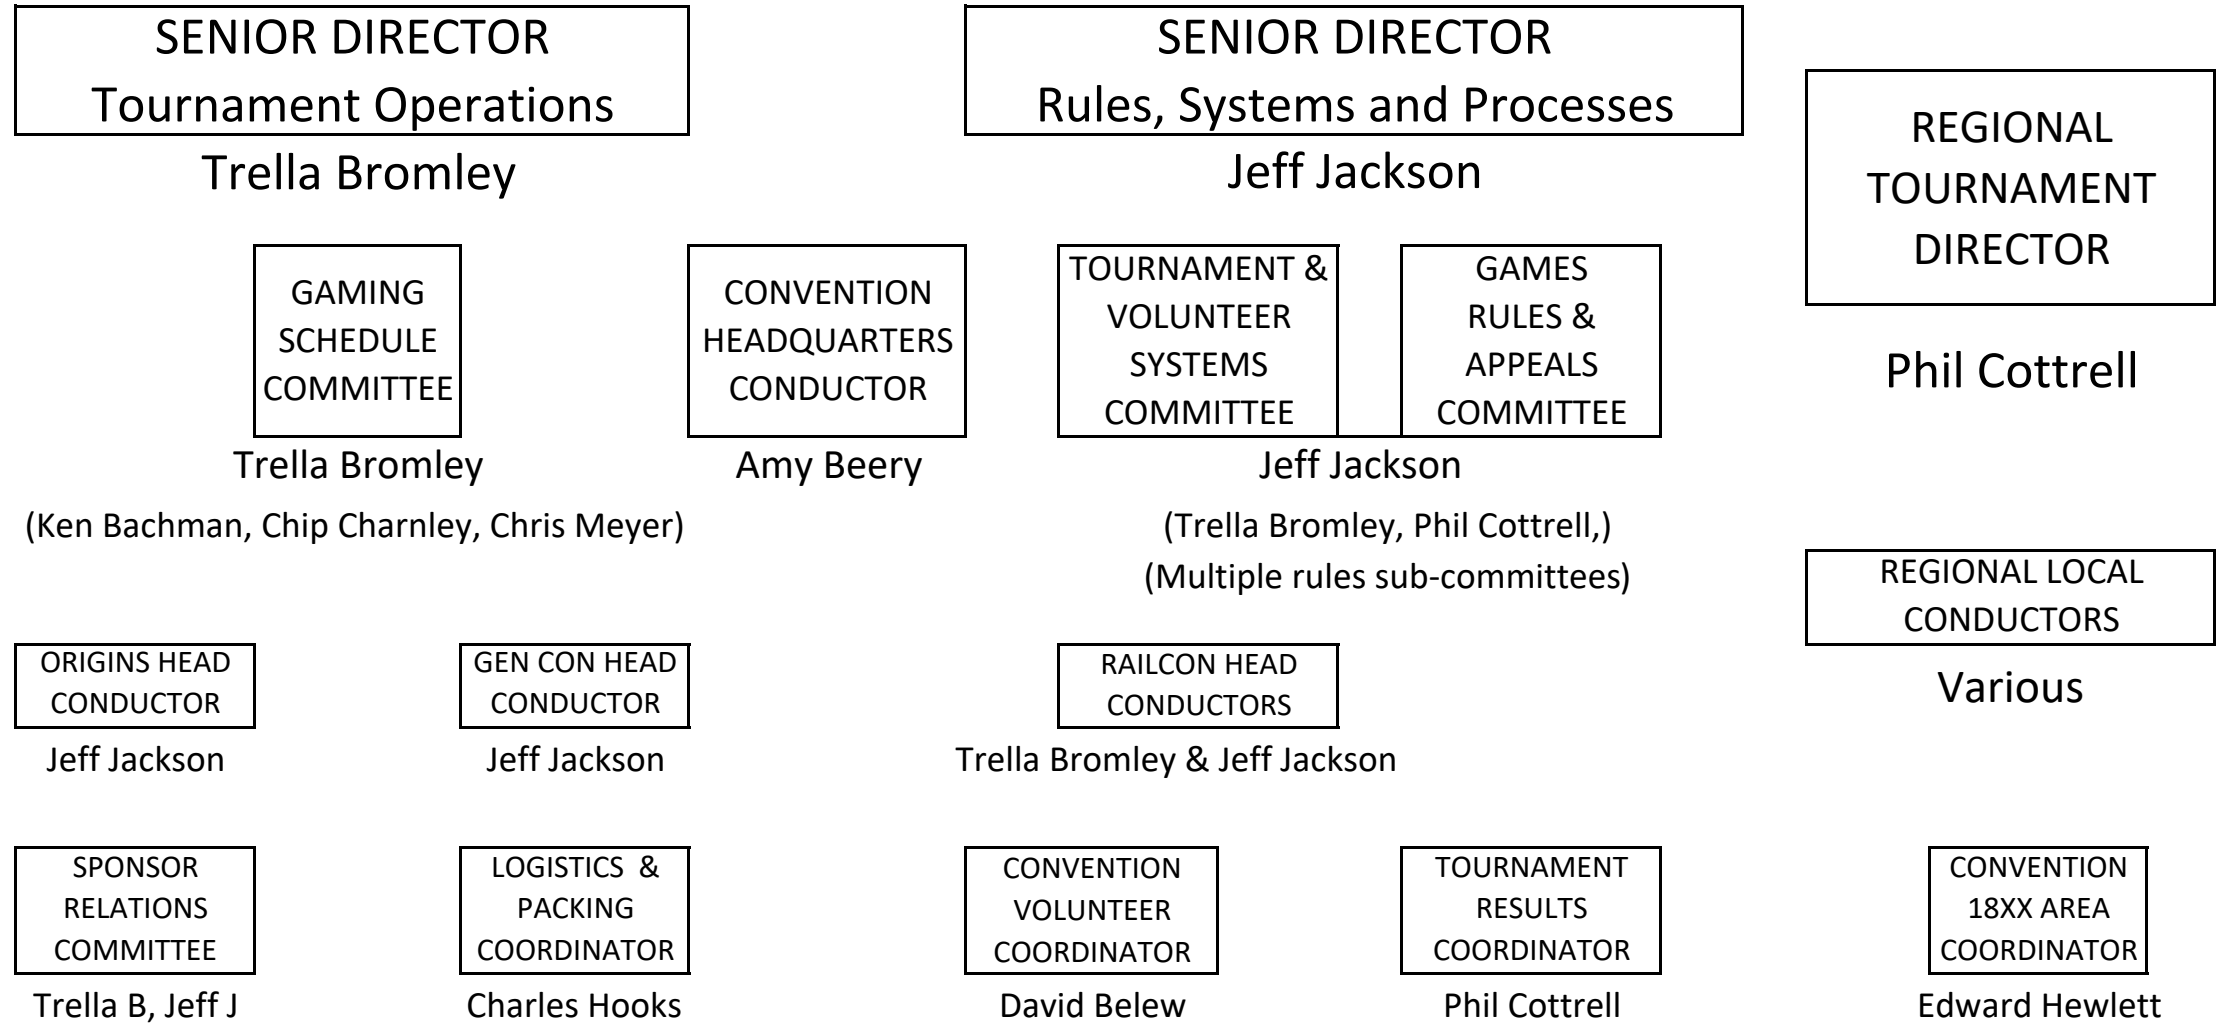 SENIOR DIRECTOR
Tournament Operations
Trella Bromley
SENIOR DIRECTOR
Rules, Systems and Processes
Jeff Jackson
REGIONAL
TOURNAMENT
DIRECTOR
Phil Cottrell
GAMING
SCHEDULE
COMMITTEE
Trella Bromley
(Ken Bachman, Chip Charnley, Chris Meyer)
CONVENTION
HEADQUARTERS
CONDUCTOR
Amy Beery
TOURNAMENT &
VOLUNTEER
SYSTEMS
COMMITTEE
GAMES
RULES &
APPEALS
COMMITTEE
Jeff Jackson
(Trella Bromley, Phil Cottrell,)
(Multiple rules sub-committees)
REGIONAL LOCAL
CONDUCTORS
Various
ORIGINS HEAD
CONDUCTOR
Jeff Jackson
GEN CON HEAD
CONDUCTOR
Jeff Jackson
RAILCON HEAD
CONDUCTORS
Trella Bromley & Jeff Jackson
SPONSOR
RELATIONS
COMMITTEE
Trella B, Jeff J
LOGISTICS &
PACKING
COORDINATOR
Charles Hooks
CONVENTION
VOLUNTEER
COORDINATOR
David Belew
TOURNAMENT
RESULTS
COORDINATOR
Phil Cottrell
CONVENTION
18XX AREA
COORDINATOR
Edward Hewlett